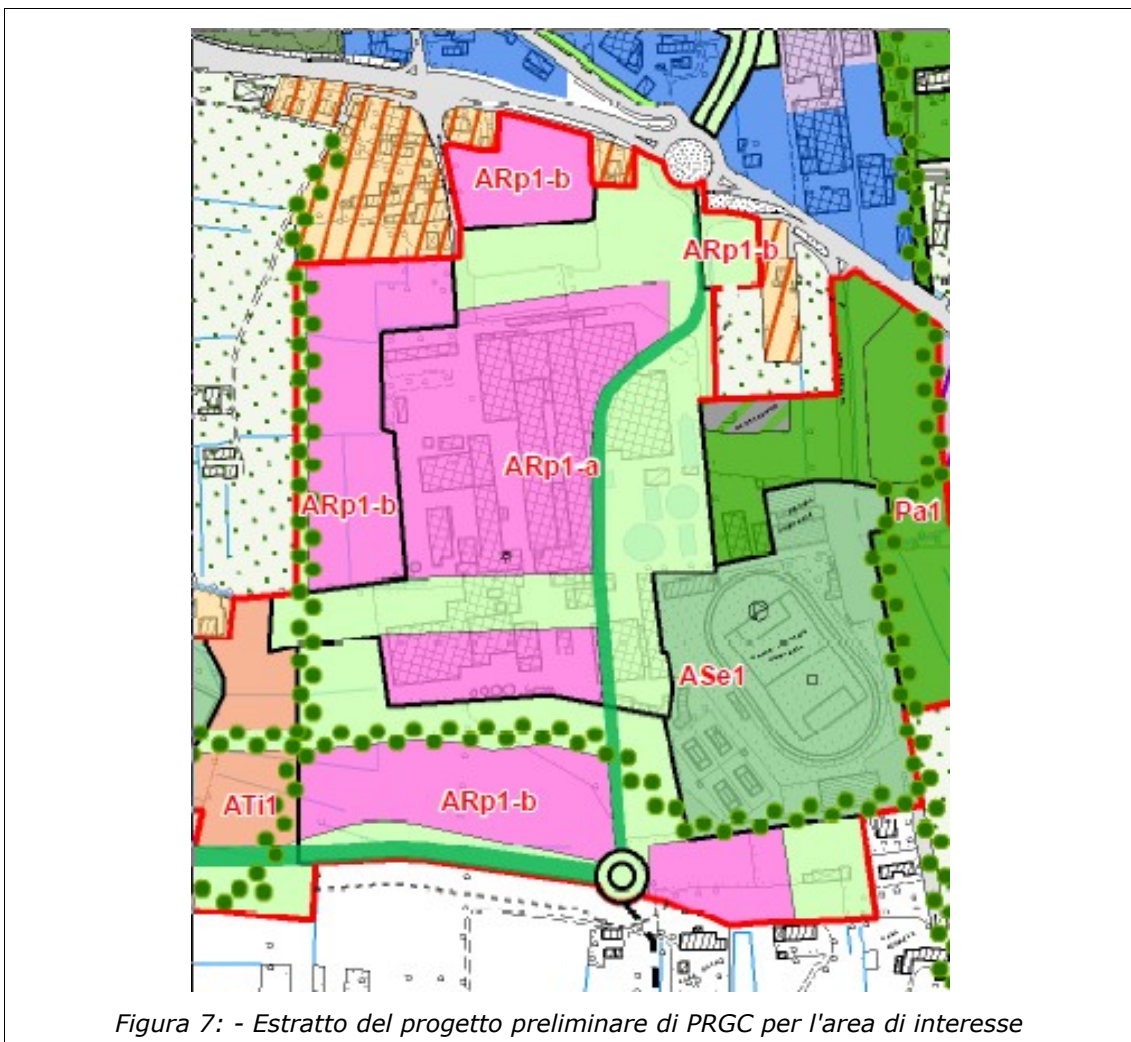 ARp1-b
ARp1-b
ARp1-a
ARp1-b
Pa1
ASe1
ATi1
ARp1-b
Figura 7: - Estratto del progetto preliminare di PRGC per l'area di interesse